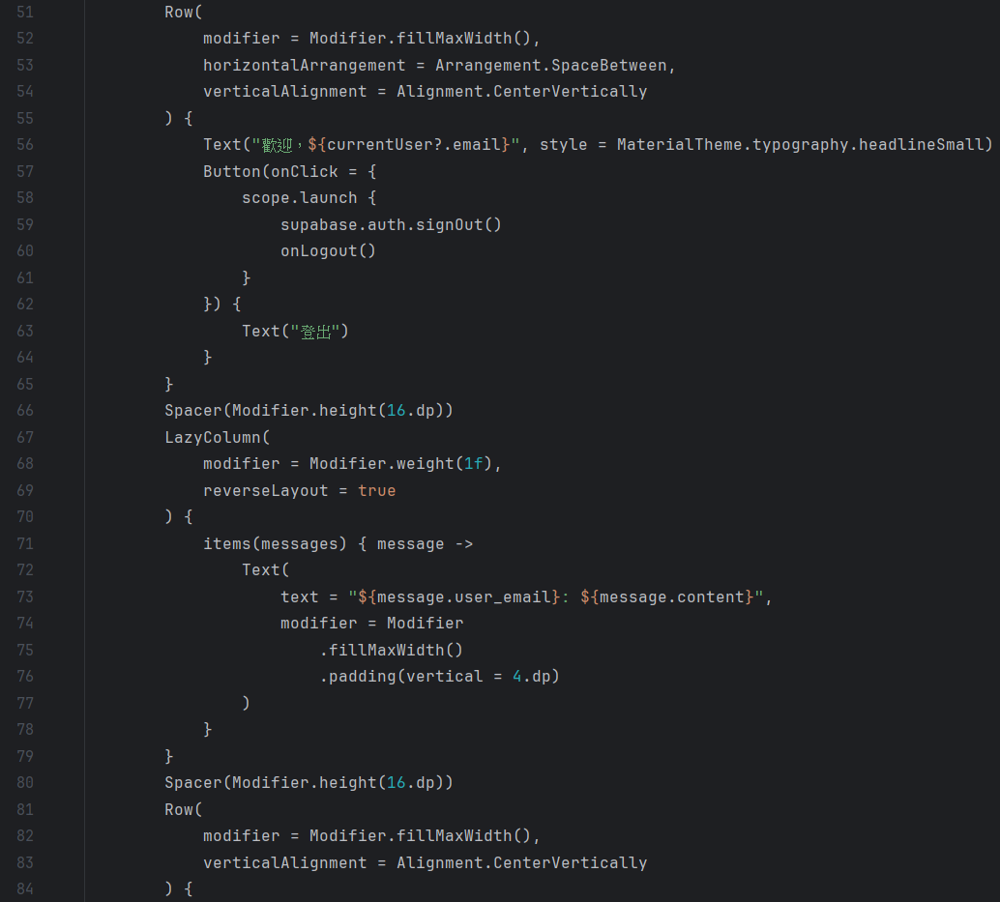 51 Row(
52 modifier = Modifier.fillMaxWidth(),
53 horizontalArrangement = Arrangement.SpaceBetween,
54 verticalAlignment = Alignment.CenterVertically
55 ) {
56 Text("歡迎，${currentUser?.email}", style = MaterialTheme.typography.headlineSmall)
57 Button(onClick = {
58 scope.launch {
59 supabase.auth.signOut()
60 onLogout()
61 }
62 }) {
63 Text("登出")
64 }
65 }
66 Spacer(Modifier.height(16.dp))
67 LazyColumn(
68 modifier = Modifier.weight(1f),
69 reverseLayout = true
70 ) {
71 items(messages) { message ->
72 Text(
73 text = "${message.user_email}: ${message.content}",
74 modifier = Modifier
75 .fillMaxWidth()
76 .padding(vertical = 4.dp)
77 )
78 }
79 }
80 Spacer(Modifier.height(16.dp))
81 Row(
82 modifier = Modifier.fillMaxWidth(),
83 verticalAlignment = Alignment.CenterVertically
84 ) {